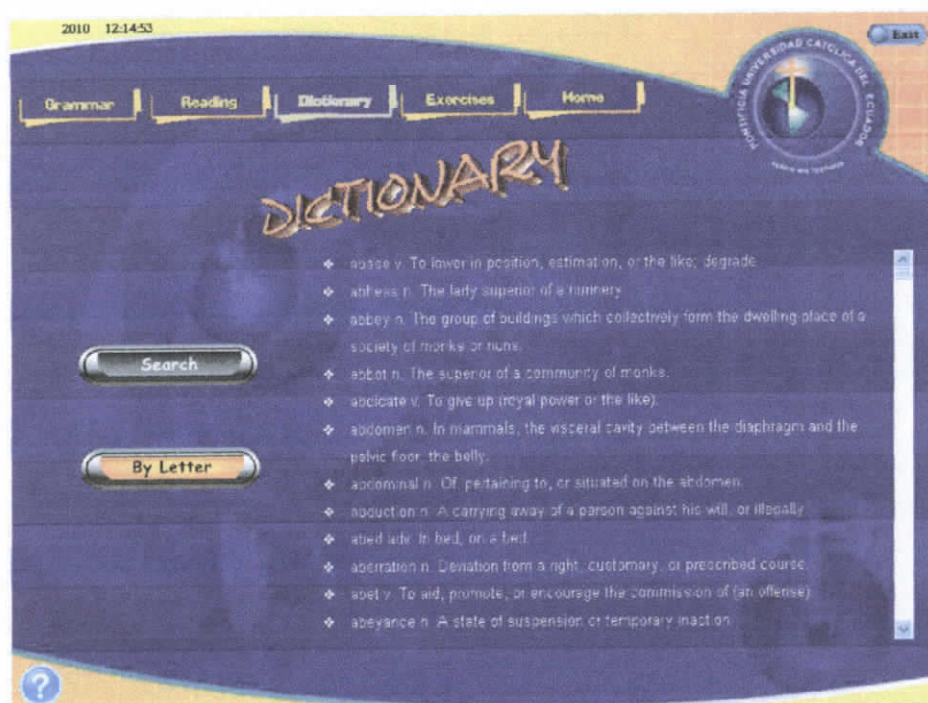 2010 12:14:53
Exit
PONTIFICIA UNIVERSIDAD CATOLICA DEL ECUADOR
Grammar Reading Dictionary Exercises Home
DICTIONARY
abase v. To lower in position, estimation, or the like; degrade.
abbess n. The lady superior of a nunnery.
abbey n. The group of buildings which collectively form the dwelling-place of a
society of monks or nuns.
Search
abbot n. The superior of a community of monks.
abdicate v. To give up (royal power or the like).
abdomen n. In mammals, the visceral cavity between the diaphragm and the
pelvic floor; the belly.
By Letter
abdominal n. Of, pertaining to, or situated on the abdomen.
abduction n. A carrying away of a person against his will, or illegally.
abed adv. In bed; on a bed.
aberration n. Deviation from a right, customary, or prescribed course.
abet v. To aid, promote, or encourage the commission of (an offense).
abeyance n. A state of suspension or temporary inaction.
?